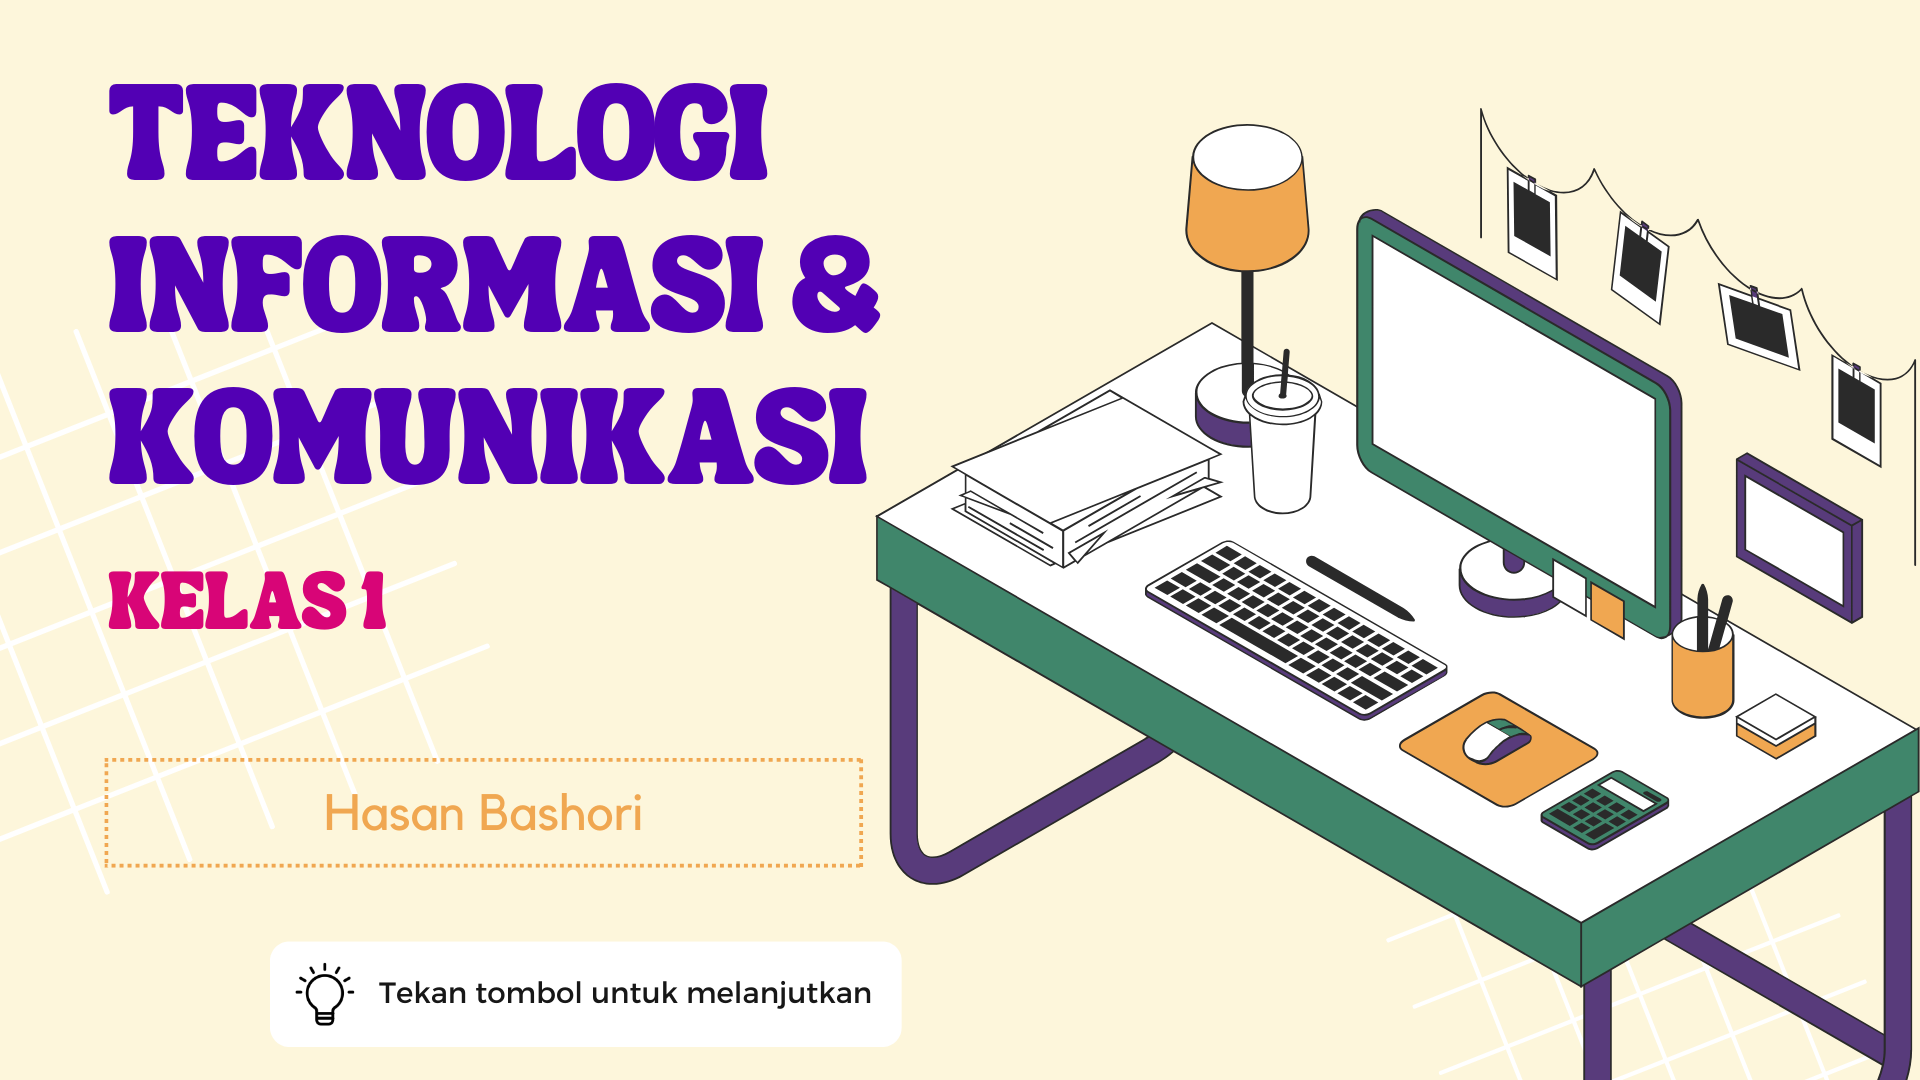 TEKNOLOGI
INFORMASI &
KOMUNIKASI
KELAS 1
Hasan Bashori
Tekan tombol untuk melanjutkan